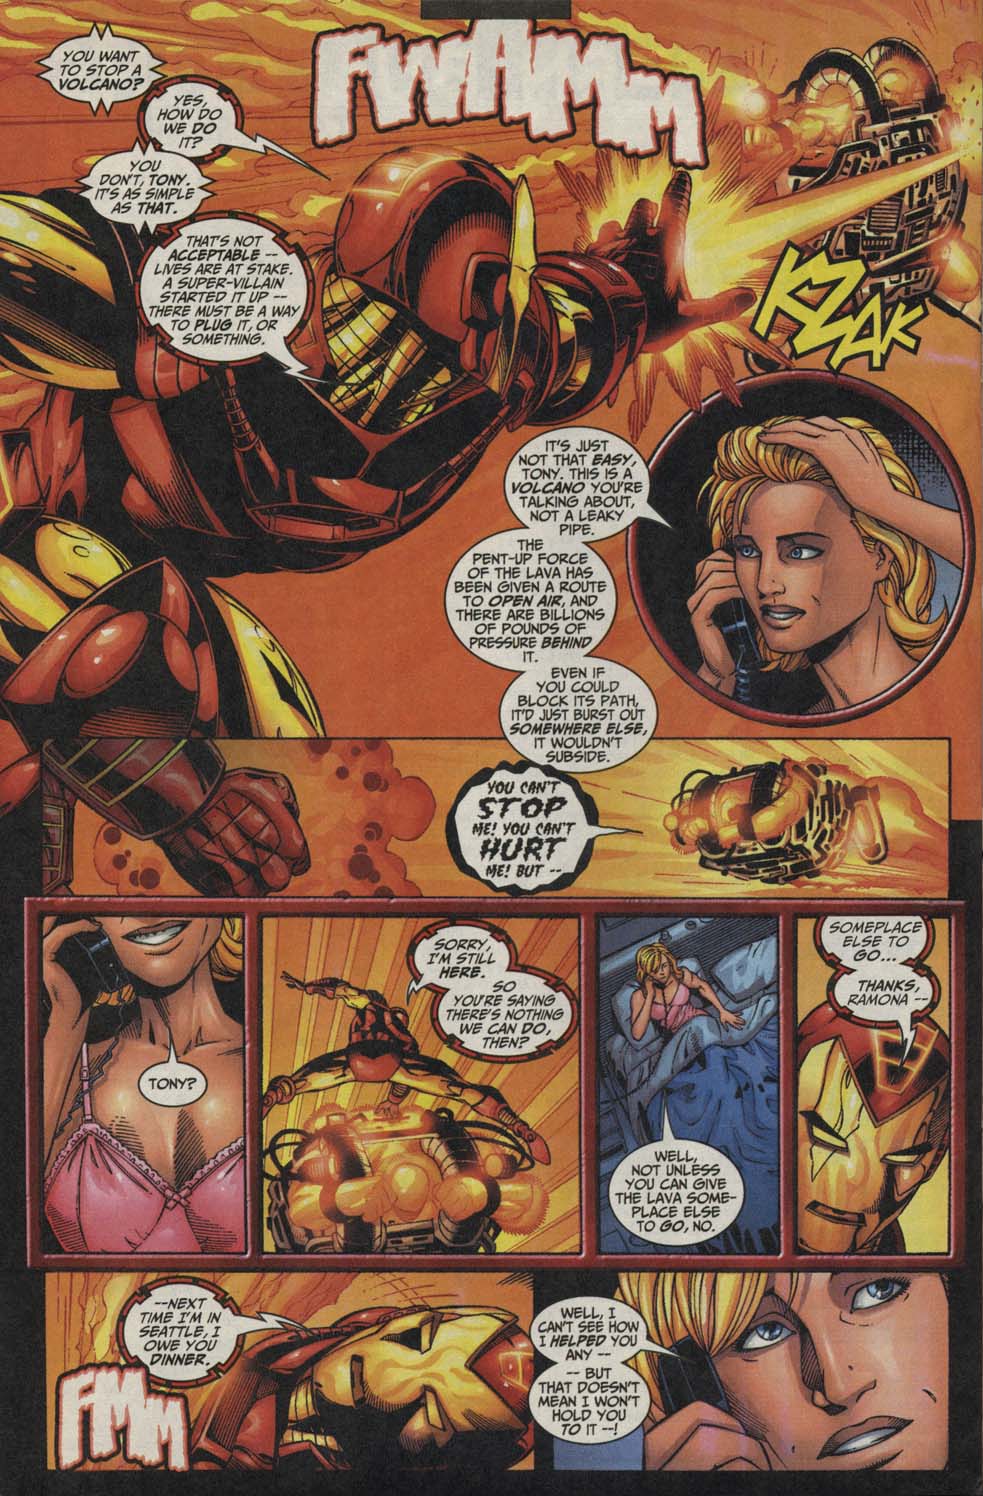 YOU WANT
TO STOP A
VOLCANO?
YES,
HOW DO
WE DO
IT?
YOU
DON'T, TONY.
IT'S AS SIMPLE
AS THAT.
THAT'S NOT
ACCEPTABLE --
LIVES ARE AT STAKE.
A SUPER-VILLAIN
STARTED IT UP --
THERE MUST BE A WAY
TO PLUG IT, OR
SOMETHING.
FWAMM
KZAK
IT'S JUST
NOT THAT EASY,
TONY. THIS IS A
VOLCANO YOU'RE
TALKING ABOUT,
NOT A LEAKY
PIPE.
THE
PENT-UP FORCE
OF THE LAVA HAS
BEEN GIVEN A ROUTE
TO OPEN AIR, AND
THERE ARE BILLIONS
OF POUNDS OF
PRESSURE BEHIND
IT.
EVEN IF
YOU COULD
BLOCK ITS PATH,
IT'D JUST BURST OUT
SOMEWHERE ELSE,
IT WOULDN'T
SUBSIDE.
YOU CAN'T
STOP
ME! YOU CAN'T
HURT
ME! BUT --
TONY?
SORRY,
I'M STILL
HERE.
SO
YOU'RE SAYING
THERE'S NOTHING
WE CAN DO,
THEN?
WELL,
NOT UNLESS
YOU CAN GIVE
THE LAVA SOME-
PLACE ELSE
TO GO, NO.
SOMEPLACE
ELSE TO
GO...
THANKS,
RAMONA --
--NEXT
TIME I'M IN
SEATTLE, I
OWE YOU
DINNER.
FMMM
WELL, I
CAN'T SEE HOW
I HELPED YOU
ANY --
-- BUT
THAT DOESN'T
MEAN I WON'T
HOLD YOU
TO IT --!